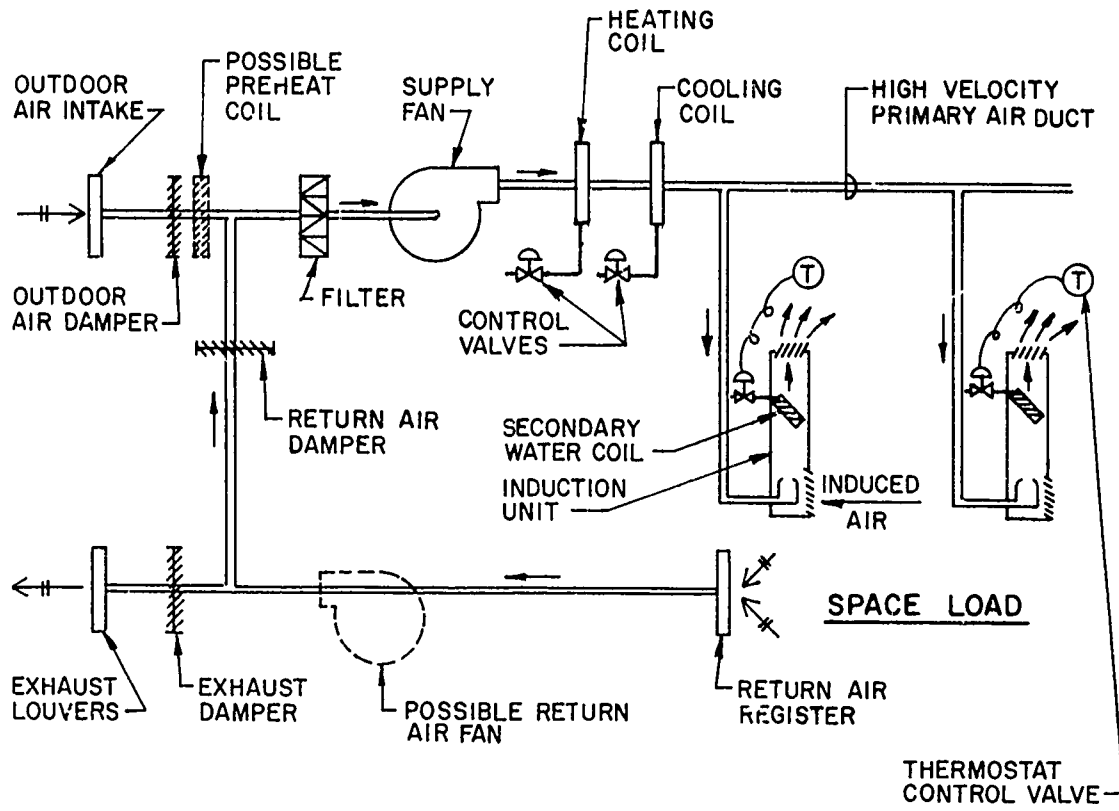 HEATING
COIL
POSSIBLE
PREHEAT
COIL
OUTDOOR
AIR INTAKE
SUPPLY
FAN
COOLING
COIL
HIGH VELOCITY
PRIMARY AIR DUCT
OUTDOOR
AIR DAMPER
FILTER
CONTROL
VALVES
T
T
RETURN AIR
DAMPER
SECONDARY
WATER COIL
INDUCTION
UNIT
INDUCED
AIR
SPACE LOAD
EXHAUST
LOUVERS
EXHAUST
DAMPER
POSSIBLE RETURN
AIR FAN
RETURN AIR
REGISTER
THERMOSTAT
CONTROL VALVE